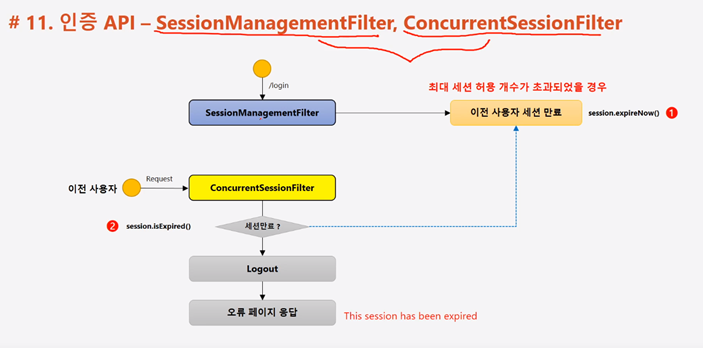 # 11. 인증 API – SessionManagementFilter, ConcurrentSessionFilter
/login
최대 세션 허용 개수가 초과되었을 경우
SessionManagementFilter
이전 사용자 세션 만료
session.expireNow()
1
이전 사용자
Request
ConcurrentSessionFilter
2
session.isExpired()
세션만료 ?
Logout
오류 페이지 응답
This session has been expired